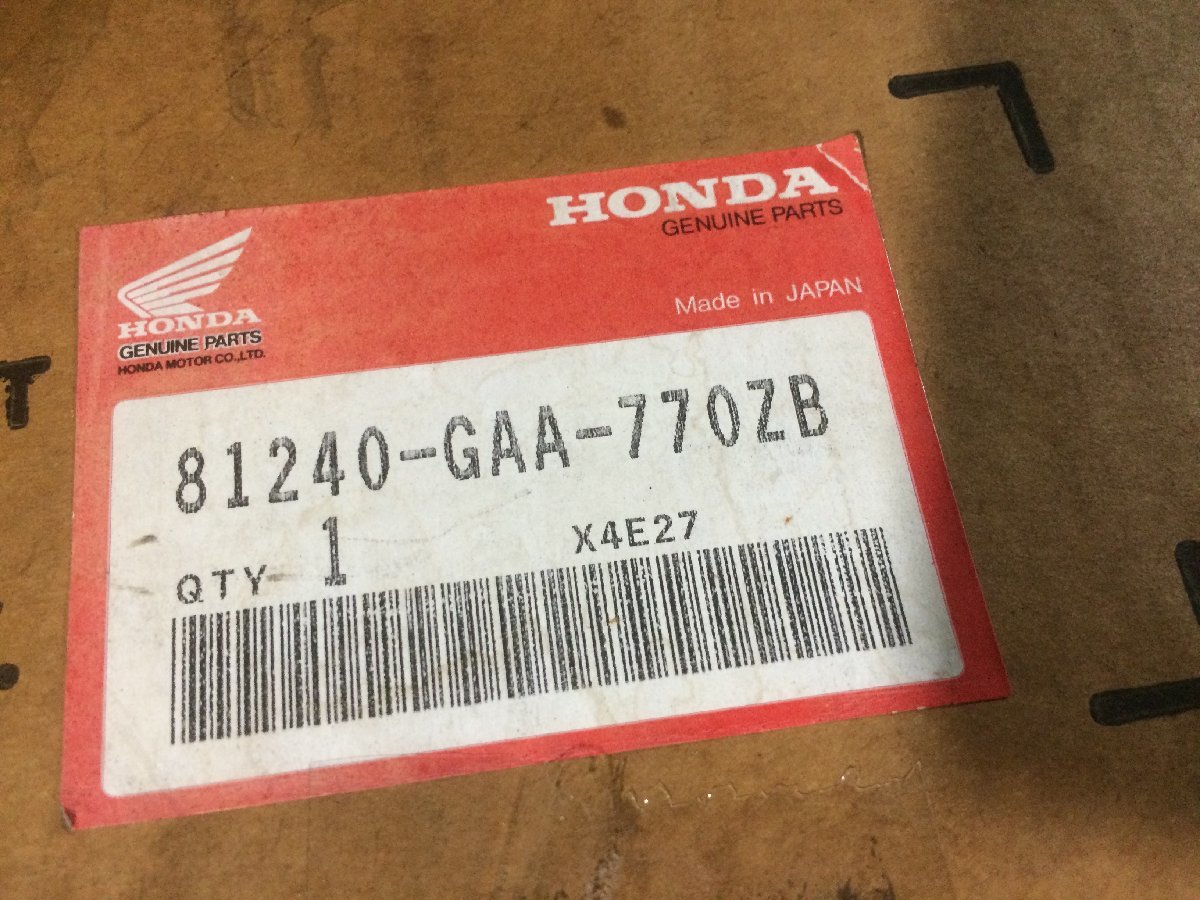 HONDA
GENUINE PARTS
Made in JAPAN
HONDA
GENUINE PARTS
HONDA MOTOR CO.,LTD.
81240-GAA-770ZB
QTY 1 X4E27